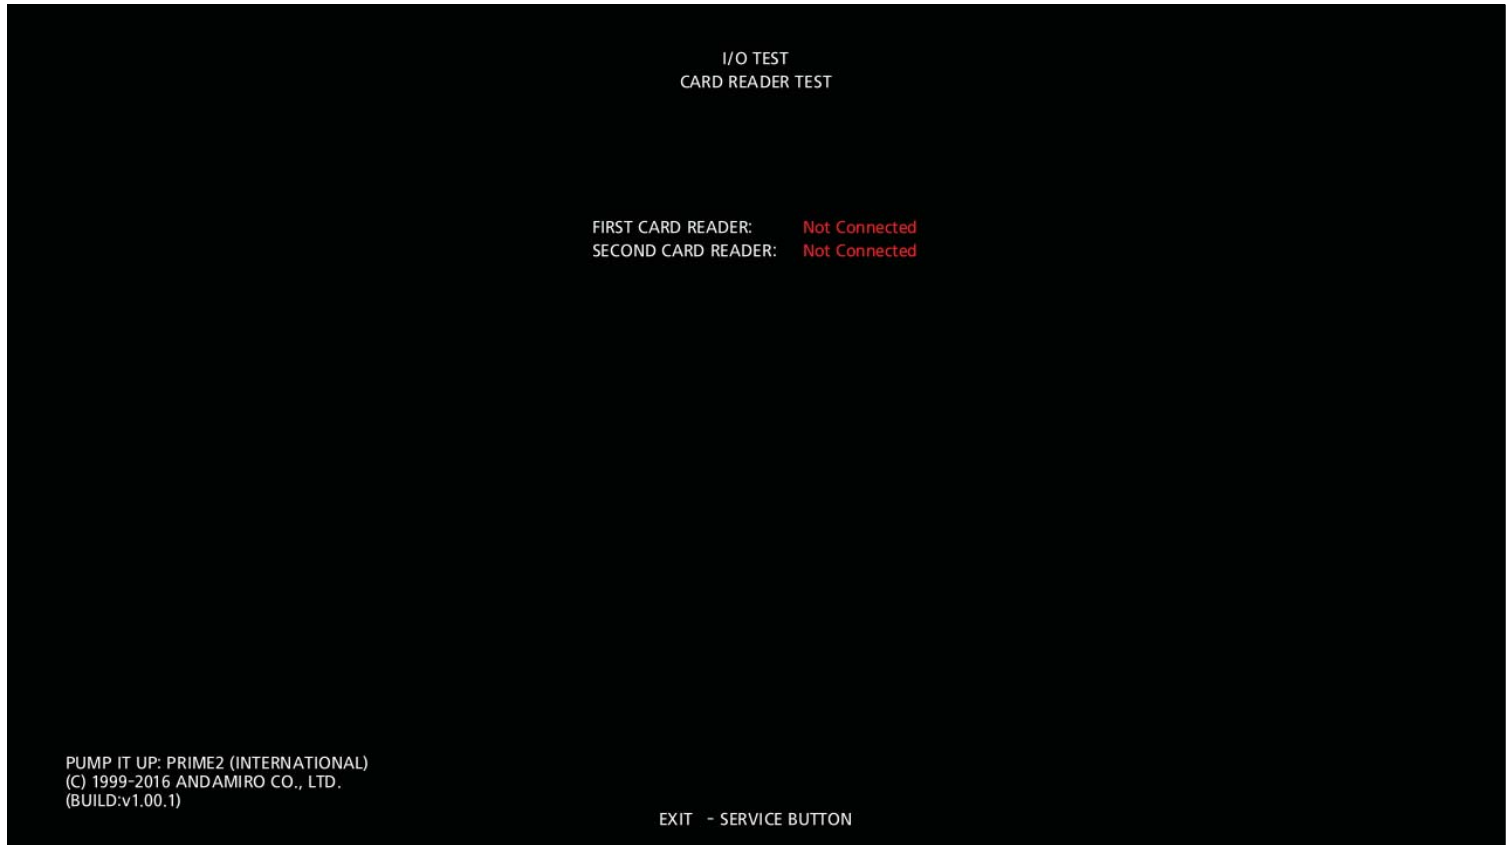 I/O TEST
CARD READER TEST
FIRST CARD READER: Not Connected
SECOND CARD READER: Not Connected
PUMP IT UP: PRIME2 (INTERNATIONAL)
(C) 1999-2016 ANDAMIRO CO., LTD.
(BUILD:v1.00.1)
EXIT - SERVICE BUTTON